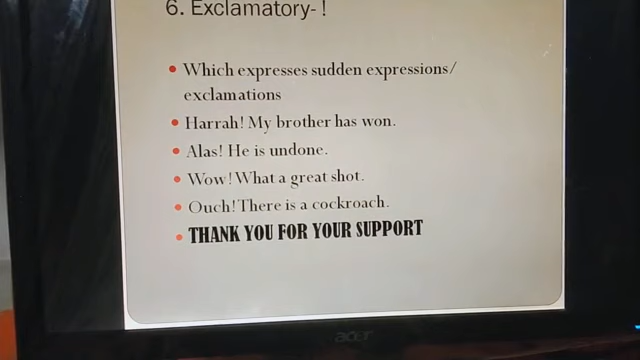 6. Exclamatory- !
Which expresses sudden expressions/
exclamations
Harrah! My brother has won.
Alas! He is undone.
Wow! What a great shot.
Ouch! There is a cockroach.
THANK YOU FOR YOUR SUPPORT
acer